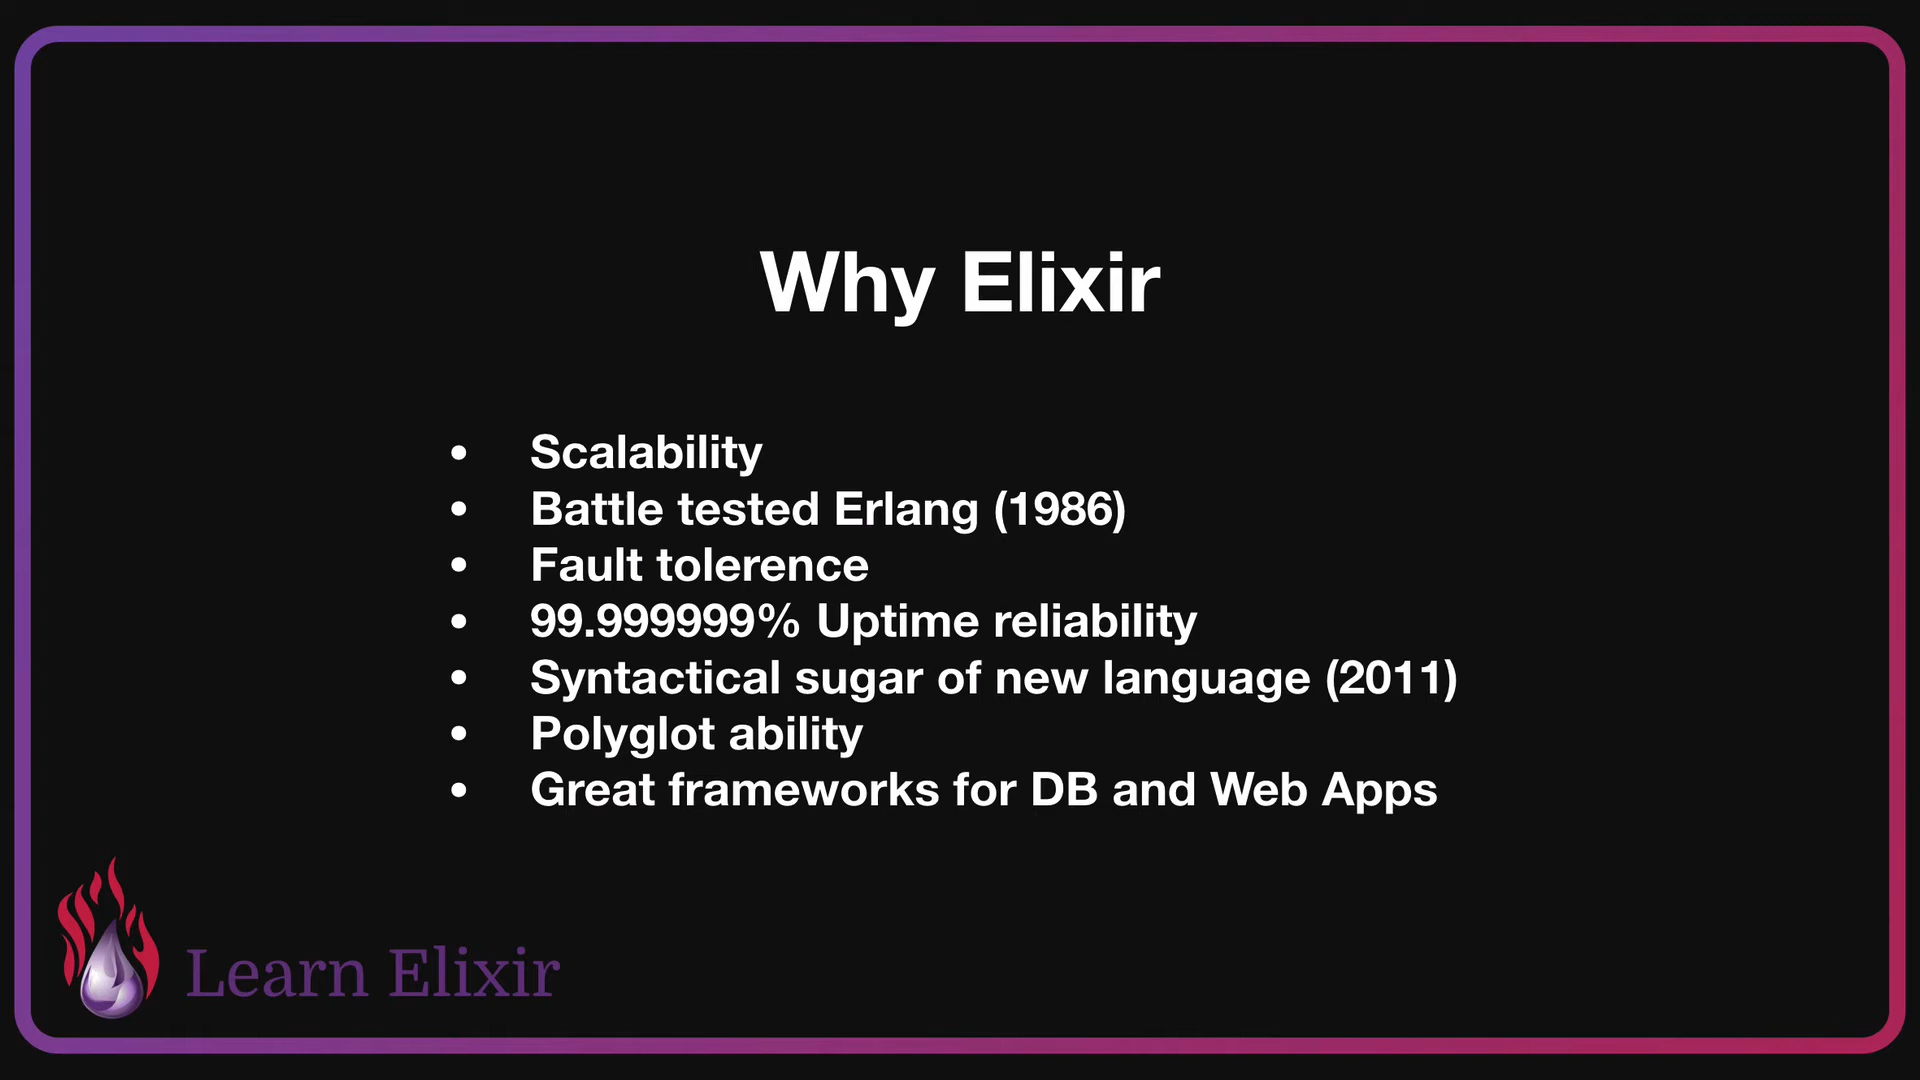 Why Elixir
• Scalability
• Battle tested Erlang (1986)
• Fault tolerence
• 99.999999% Uptime reliability
• Syntactical sugar of new language (2011)
• Polyglot ability
• Great frameworks for DB and Web Apps
Learn Elixir